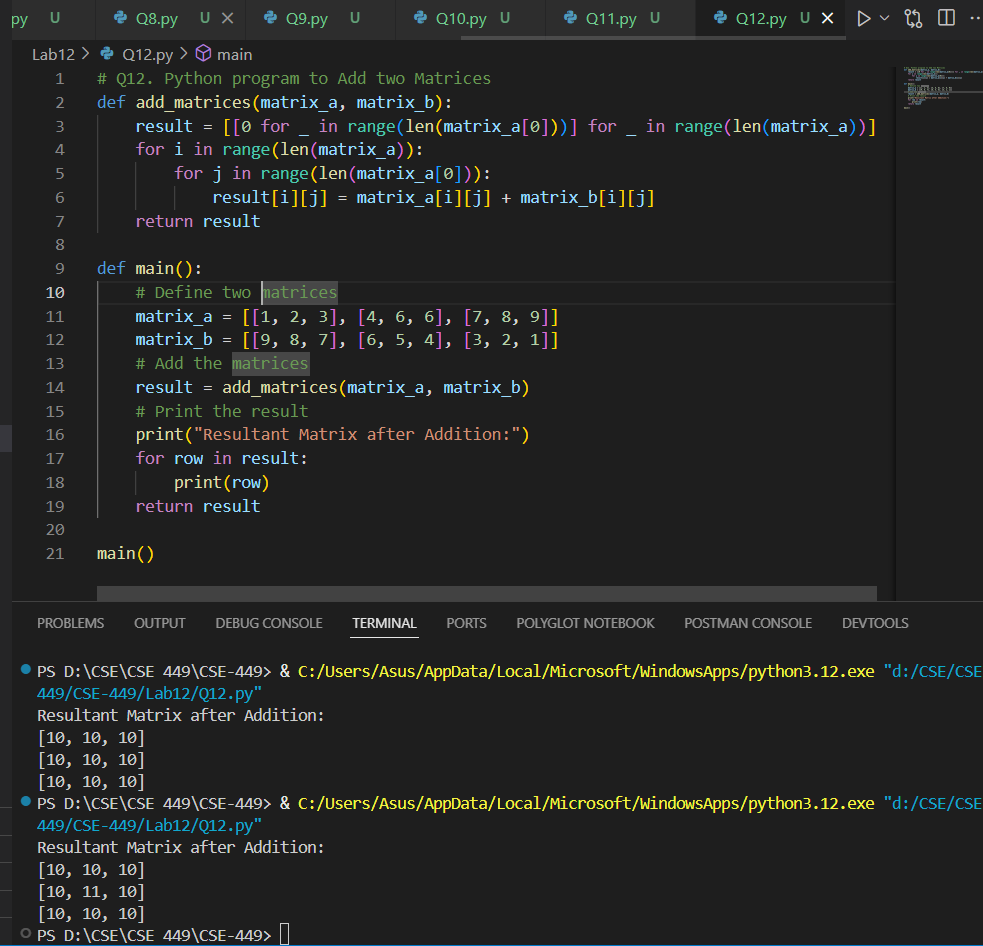 py U Q8.py U Q9.py U Q10.py U Q11.py U Q12.py U
Lab12 > Q12.py > main
1 # Q12. Python program to Add two Matrices
2 def add_matrices(matrix_a, matrix_b):
3     result = [[0 for _ in range(len(matrix_a[0]))] for _ in range(len(matrix_a))]
4     for i in range(len(matrix_a)):
5         for j in range(len(matrix_a[0])):
6             result[i][j] = matrix_a[i][j] + matrix_b[i][j]
7     return result
8
9 def main():
10     # Define two matrices
11     matrix_a = [[1, 2, 3], [4, 6, 6], [7, 8, 9]]
12     matrix_b = [[9, 8, 7], [6, 5, 4], [3, 2, 1]]
13     # Add the matrices
14     result = add_matrices(matrix_a, matrix_b)
15     # Print the result
16     print("Resultant Matrix after Addition:")
17     for row in result:
18         print(row)
19     return result
20
21 main()
PROBLEMS OUTPUT DEBUG CONSOLE TERMINAL PORTS POLYGLOT NOTEBOOK POSTMAN CONSOLE DEVTOOLS
PS D:\CSE\CSE 449\CSE-449> & C:/Users/Asus/AppData/Local/Microsoft/WindowsApps/python3.12.exe "d:/CSE/CSE
449/CSE-449/Lab12/Q12.py"
Resultant Matrix after Addition:
[10, 10, 10]
[10, 10, 10]
[10, 10, 10]
PS D:\CSE\CSE 449\CSE-449> & C:/Users/Asus/AppData/Local/Microsoft/WindowsApps/python3.12.exe "d:/CSE/CSE
449/CSE-449/Lab12/Q12.py"
Resultant Matrix after Addition:
[10, 10, 10]
[10, 11, 10]
[10, 10, 10]
PS D:\CSE\CSE 449\CSE-449>